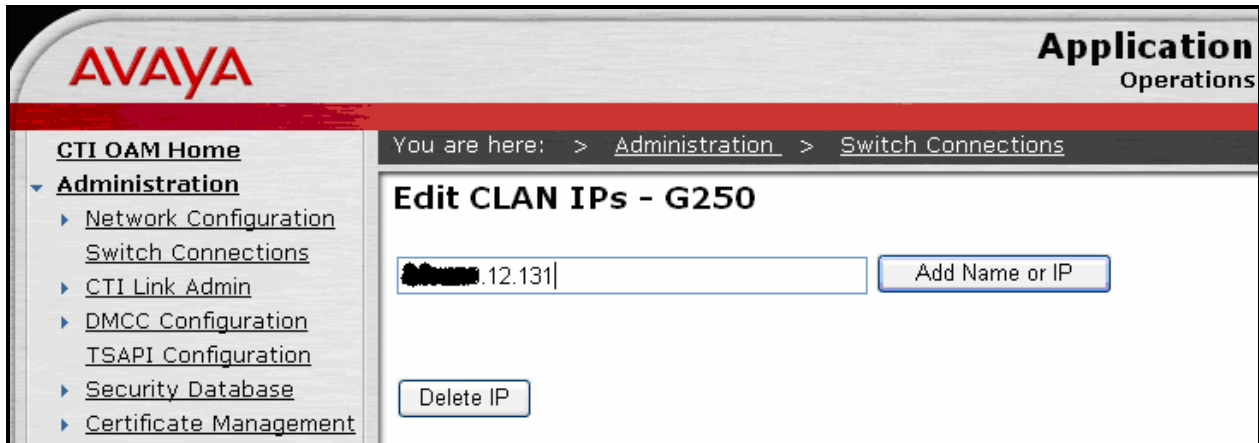 AVAYA
Application
Operations
CTI OAM Home
Administration
Network Configuration
Switch Connections
CTI Link Admin
DMCC Configuration
TSAPI Configuration
Security Database
Certificate Management
You are here: > Administration > Switch Connections
Edit CLAN IPs - G250
.12.131
Add Name or IP
Delete IP